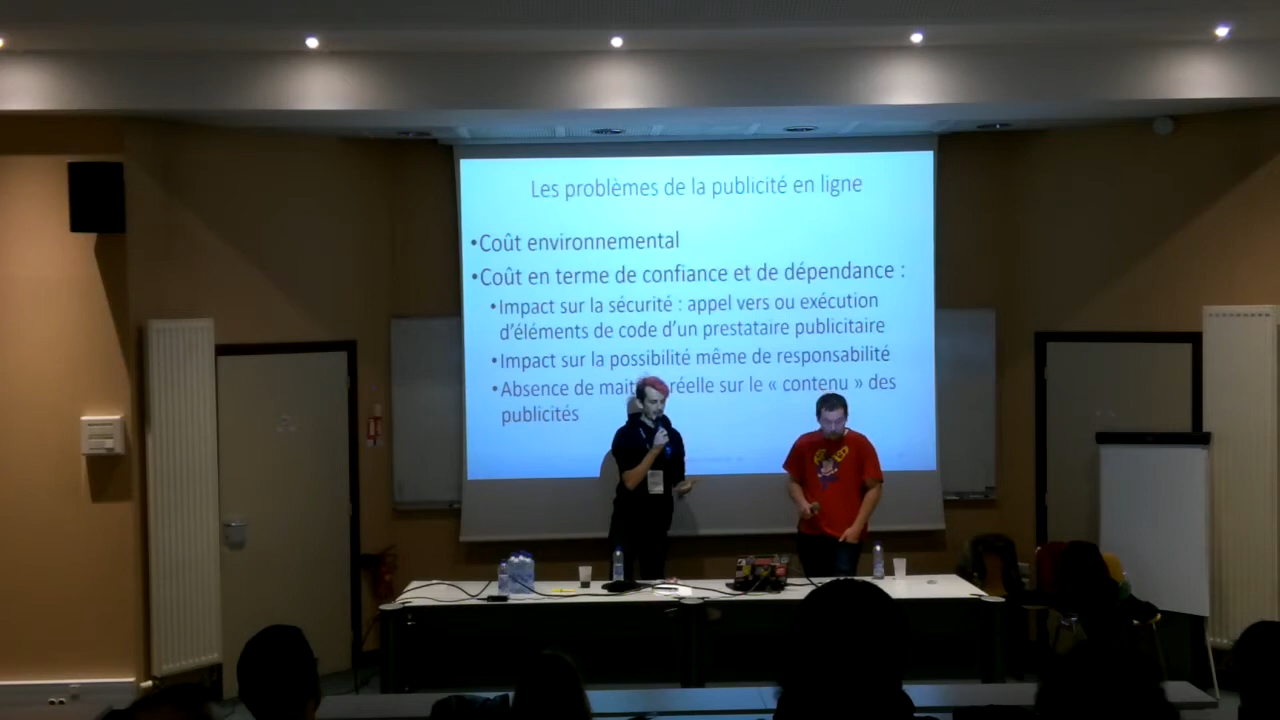 Les problèmes de la publicité en ligne
•Coût environnemental
•Coût en terme de confiance et de dépendance :
•Impact sur la sécurité : appel vers ou exécution
d'éléments de code d'un prestataire publicitaire
•Impact sur la possibilité même de responsabilité
•Absence de réelle sur le « contenu » des
publicités